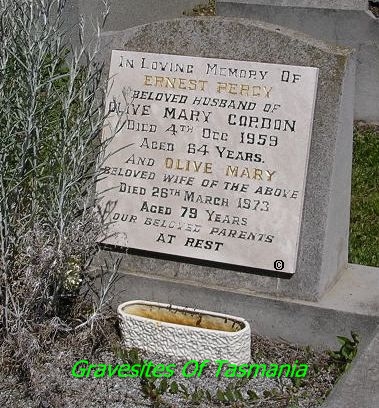 In Loving Memory Of
ERNEST PERCY
BELOVED HUSBAND OF
OLIVE MARY GORDON
Died 4TH Dec 1959
Aged 64 Years.
AND OLIVE MARY
BELOVED WIFE OF THE ABOVE
Died 26TH March 1973
Aged 79 Years
OUR BELOVED PARENTS
AT REST
Gravesites Of Tasmania